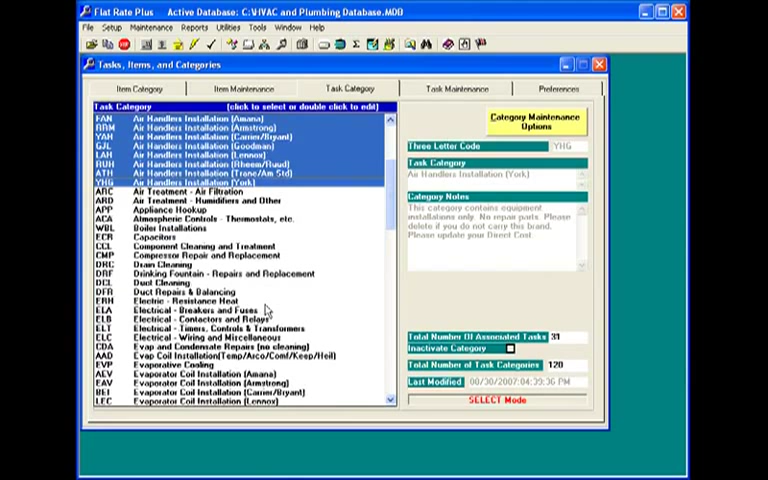 Flat Rate Plus Active Database: C:\HVAC and Plumbing Database.MDB
File Setup Maintenance Reports Utilities Tools Window Help
Tasks, Items, and Categories
Item Category Item Maintenance Task Category Task Maintenance Preferences
Task Category (click to select or double click to edit)
FAN Air Handlers Installation (Amana)
Air Handlers Installation (Armstrong)
YAH Air Handlers Installation (Carrier/Bryant)
GJL Air Handlers Installation (Goodman)
LAH Air Handlers Installation (Lennox)
RUH Air Handlers Installation (Rheem/Ruud)
ATH Air Handlers Installation (Trane/Am Std)
YHG Air Handlers Installation (York)
ARC Air Treatment - Air Filtration
ARD Air Treatment - Humidifiers and Other
APP Appliance Hookup
ACA Atmospheric Controls - Thermostats, etc.
WBL Boiler Installations
ECR Capacitors
CCL Component Cleaning and Treatment
CMP Compressor Repair and Replacement
DRC Drain Cleaning
DRF Drinking Fountain - Repairs and Replacement
DCL Duct Cleaning
DFR Duct Repairs & Balancing
ERH Electric - Resistance Heat
ELA Electrical - Breakers and Fuses
ELB Electrical - Contactors and Relays
ELT Electrical - Timers, Controls & Transformers
ELC Electrical - Wiring and Miscellaneous
CDA Evap and Condensate Repairs (no cleaning)
AAD Evap Coil Installation(Temp/Arco/Comf/Keep/Heil)
EVP Evaporative Cooling
AEV Evaporator Coil Installation (Amana)
EAV Evaporator Coil Installation (Armstrong)
BEI Evaporator Coil Installation (Carrier/Bryant)
LEC Evaporator Coil Installation (Lennox)
Category Maintenance
Options
Three Letter Code YHG
Task Category
Air Handlers Installation (York)
Category Notes
This category contains equipment
installations only. No repair parts. Please
delete if you do not carry this brand.
Please update your Direct Cost.
Total Number Of Associated Tasks 31
Inactivate Category
Total Number of Task Categories 120
Last Modified 08/30/2007:04:39:36 PM
SELECT Mode